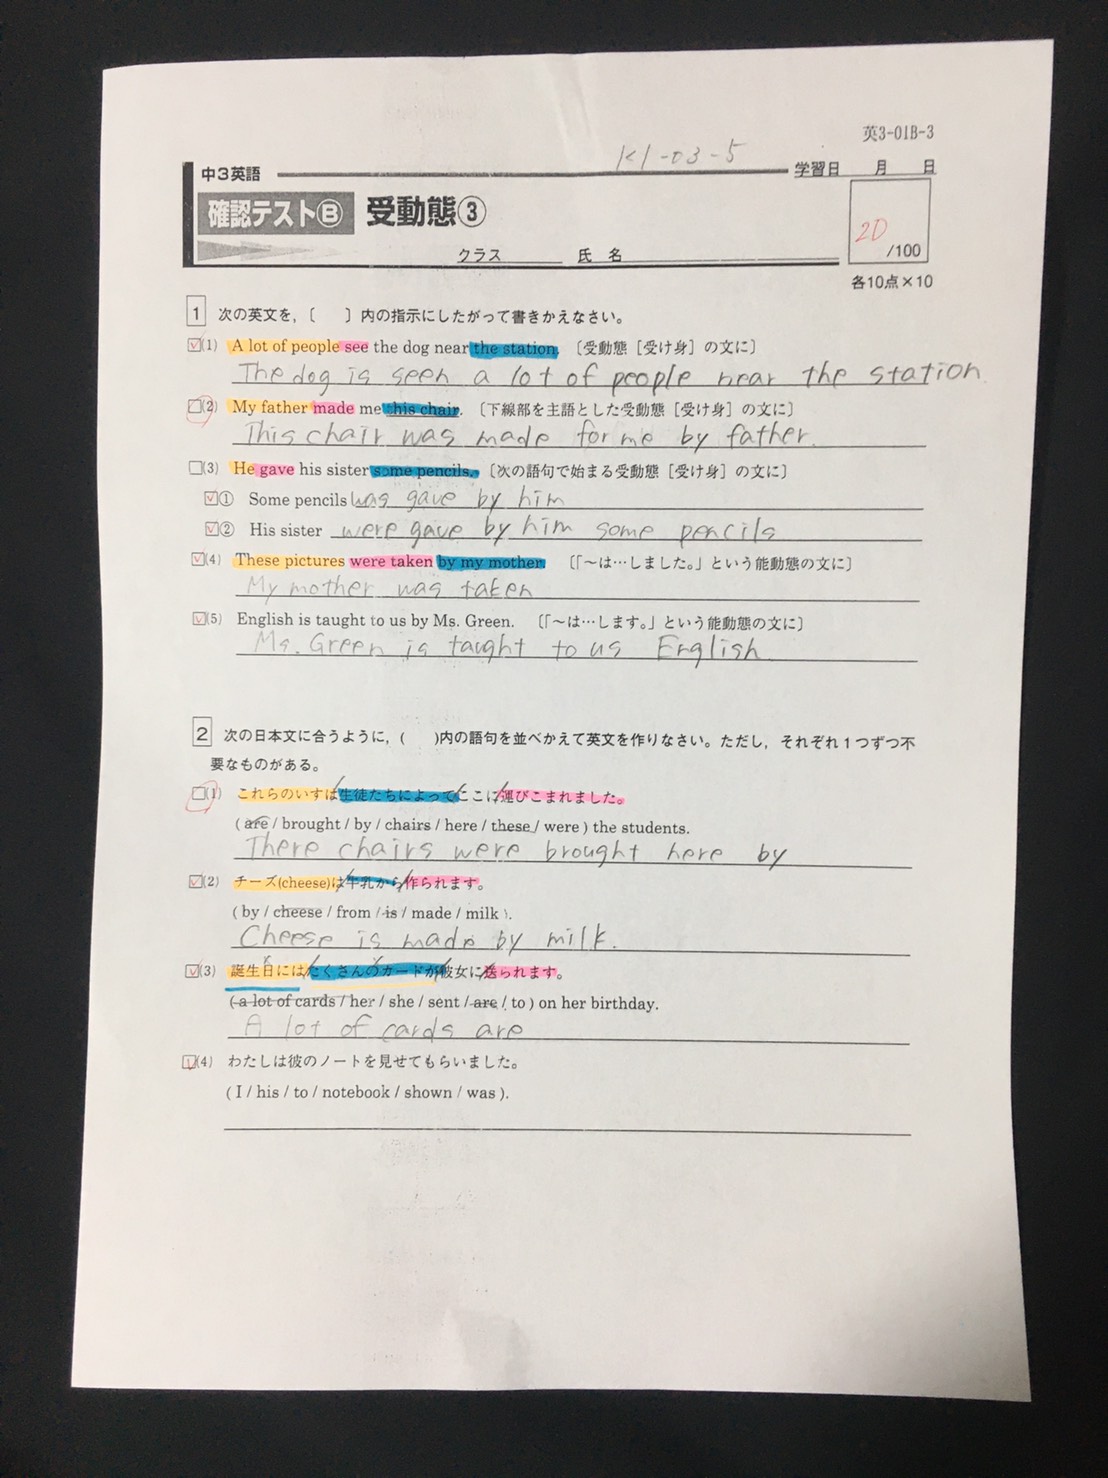 英3-01B-3
K1-03-5
中3英語 学習日 月 日
確認テストⒷ 受動態③
20
/100
クラス 氏名
各10点×10
1 次の英文を,〔 〕内の指示にしたがって書きかえなさい。
(1) A lot of people see the dog near the station. 〔受動態［受け身］の文に〕
The dog is seen a lot of people near the station
(2) My father made me this chair. 〔下線部を主語とした受動態［受け身］の文に〕
This chair was made for me by father.
(3) He gave his sister some pencils. 〔次の語句で始まる受動態［受け身］の文に〕
① Some pencils was gave by him
② His sister were gave by him some pencils
(4) These pictures were taken by my mother. 〔「〜は…しました。」という能動態の文に〕
My mother was taken
(5) English is taught to us by Ms. Green. 〔「〜は…します。」という能動態の文に〕
Ms. Green is taught to us English
2 次の日本文に合うように,( )内の語句を並べかえて英文を作りなさい。ただし,それぞれ1つずつ不
要なものがある。
(1) これらのいすは生徒たちによってここに運びこまれました。
( are / brought / by / chairs / here / these / were ) the students.
There chairs were brought here by
(2) チーズ(cheese)は牛乳から作られます。
( by / cheese / from / is / made / milk ).
Cheese is made by milk.
(3) 誕生日にはたくさんのカードが彼女に送られます。
( a lot of cards / her / she / sent / are / to ) on her birthday.
A lot of cards are
(4) わたしは彼のノートを見せてもらいました。
( I / his / to / notebook / shown / was ).